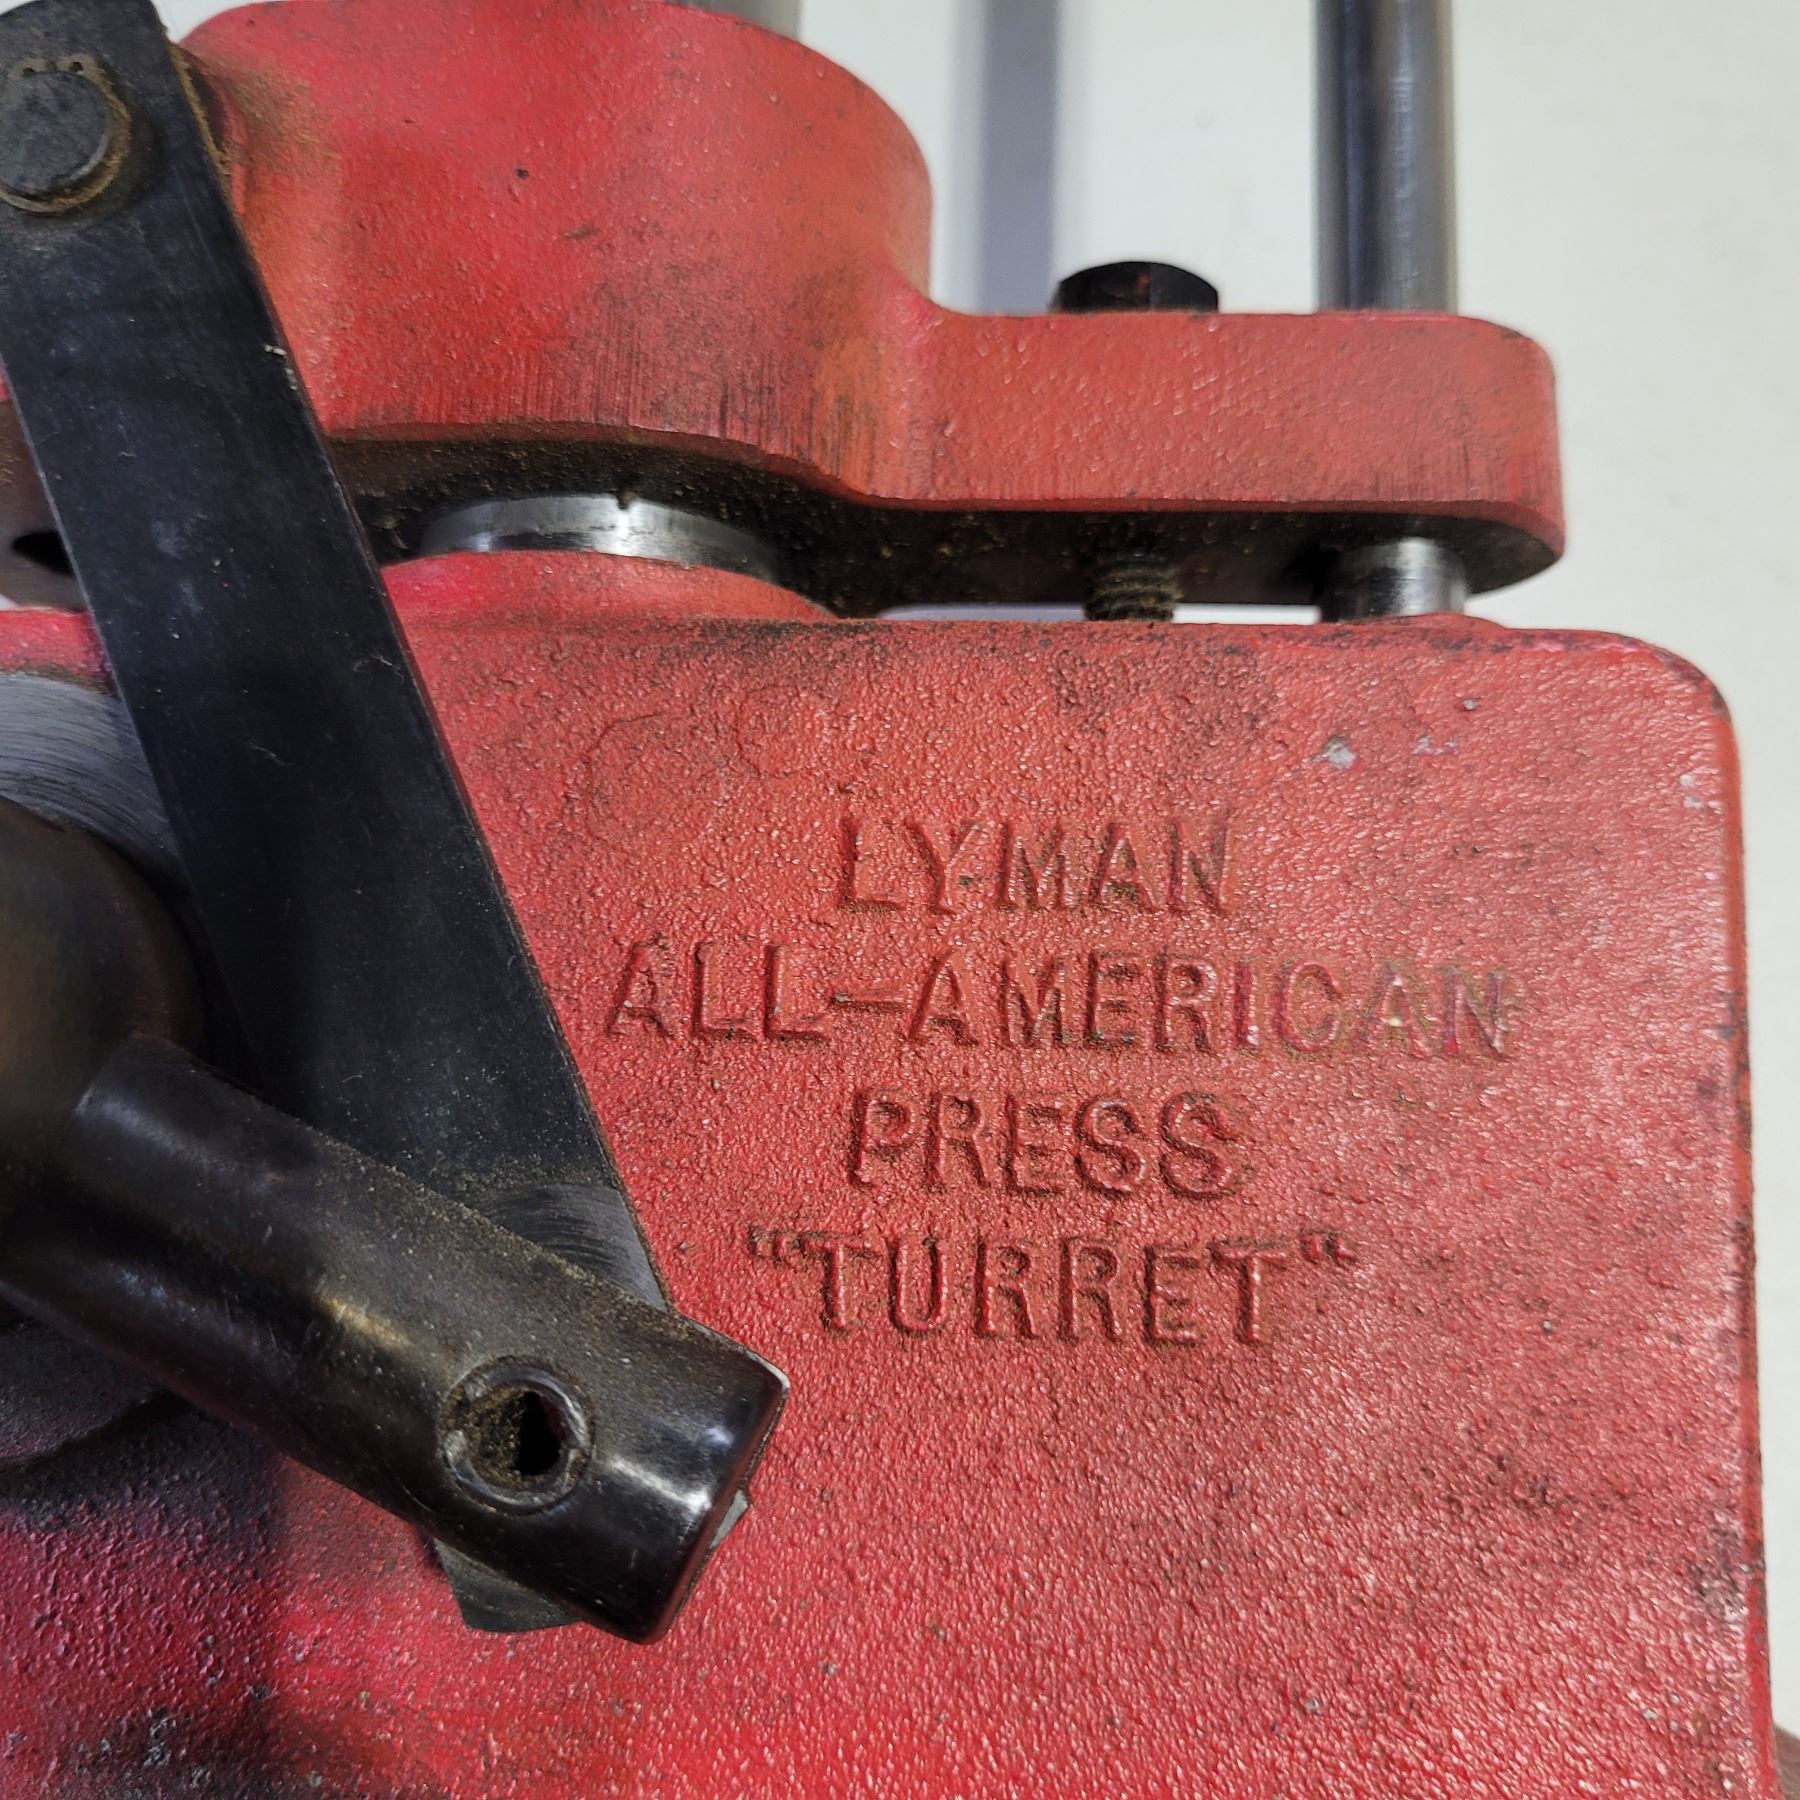 LYMAN
ALL-AMERICAN
PRESS
"TURRET"